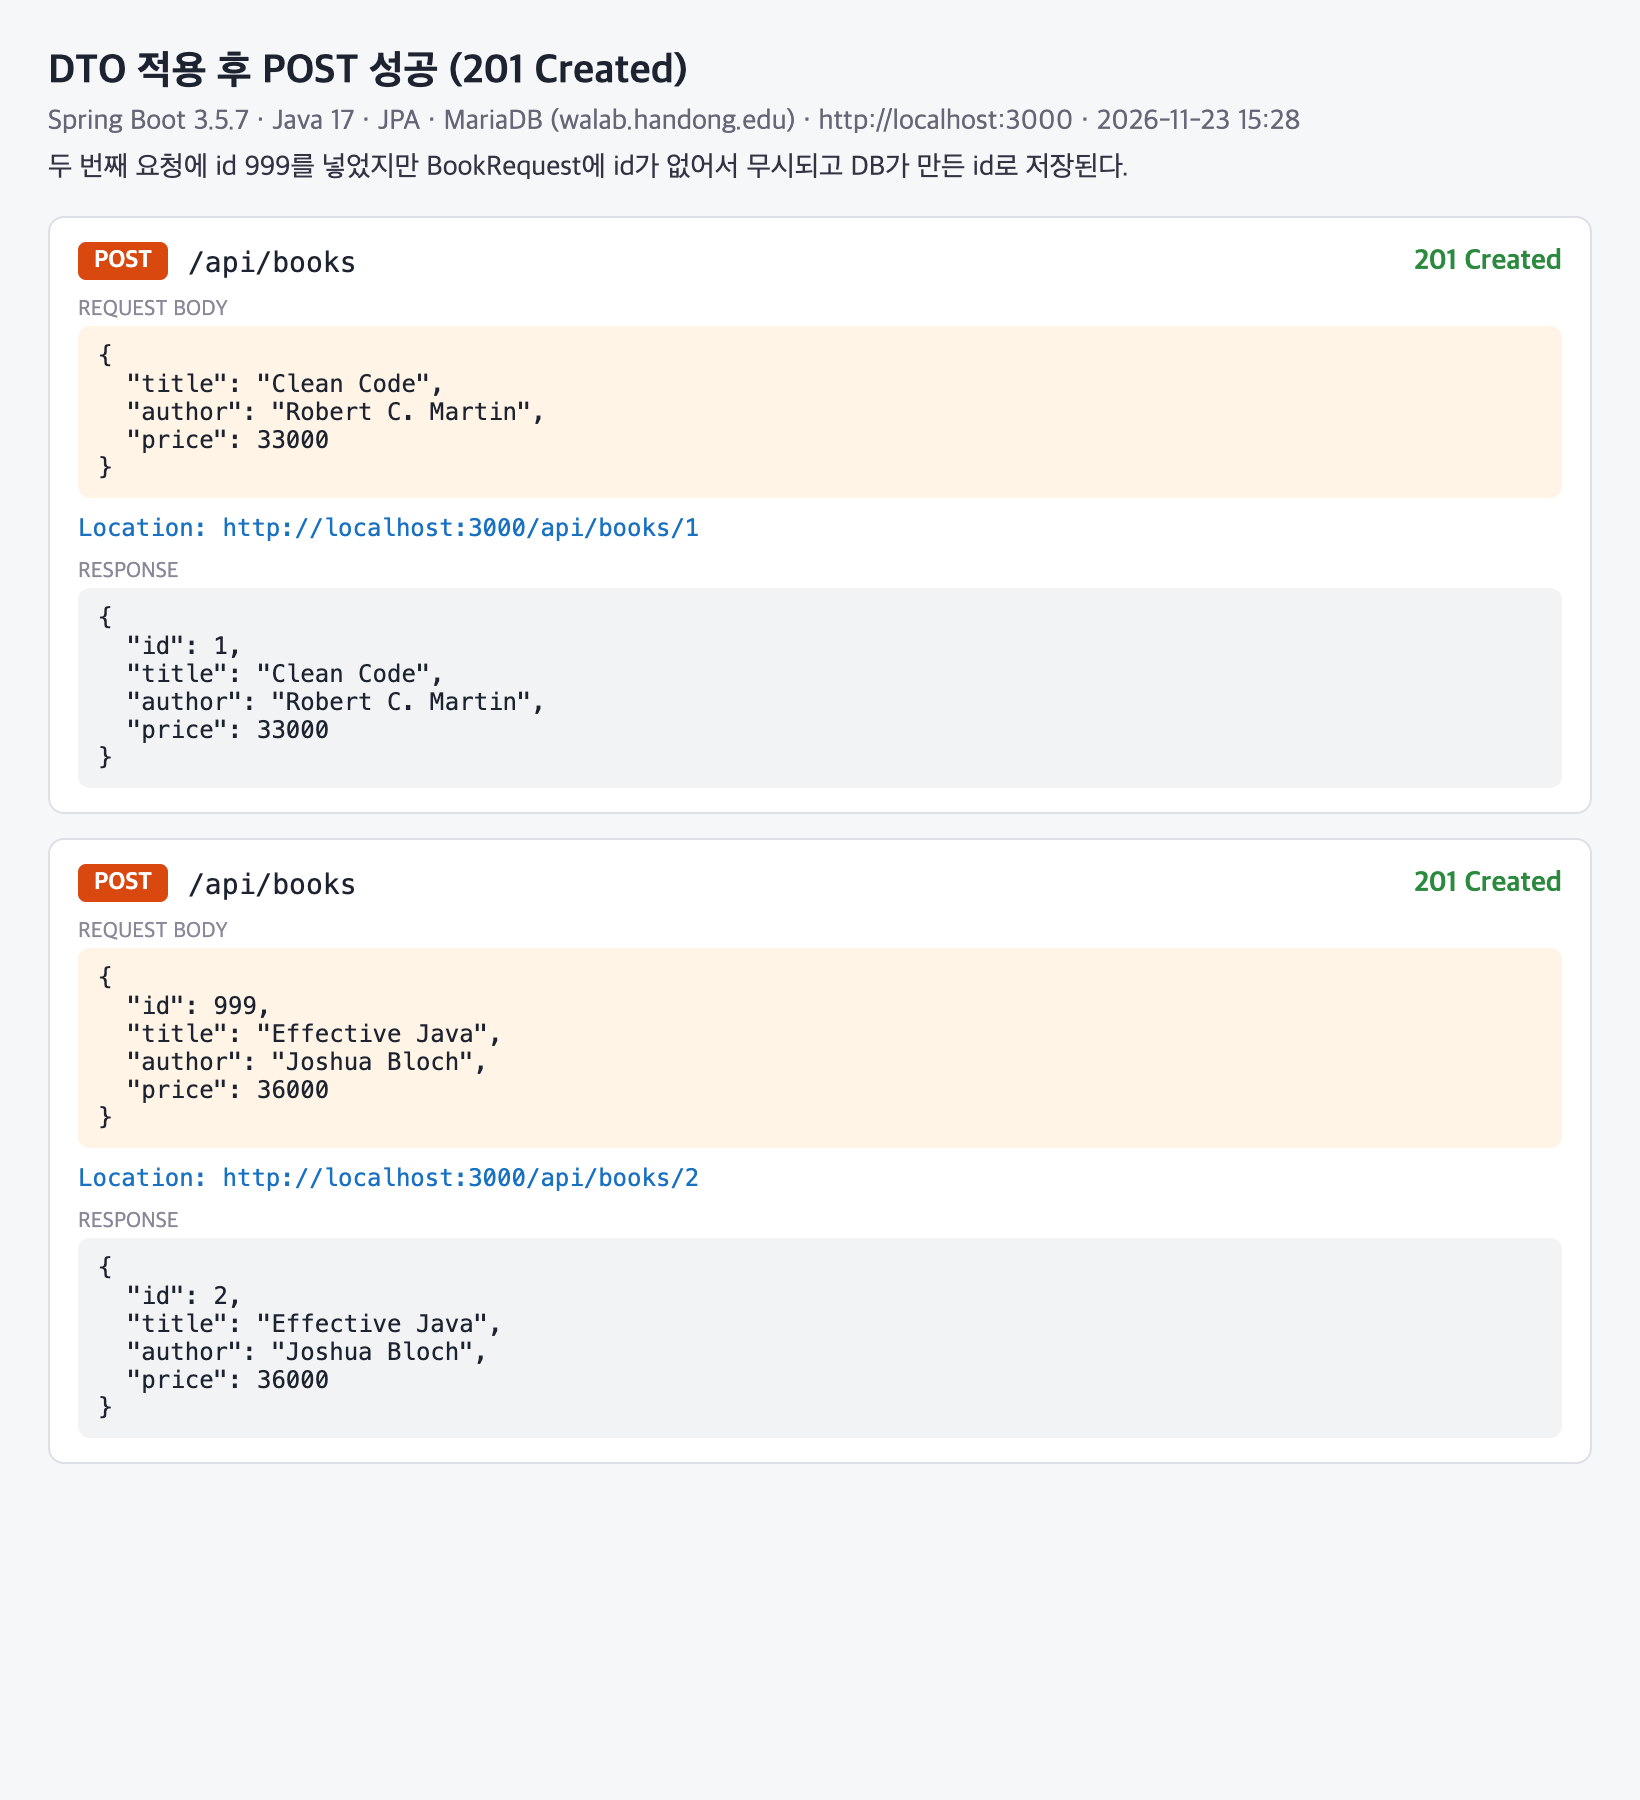 DTO 적용 후 POST 성공 (201 Created)
Spring Boot 3.5.7 · Java 17 · JPA · MariaDB (walab.handong.edu) · http://localhost:3000 · 2026-11-23 15:28
두 번째 요청에 id 999를 넣었지만 BookRequest에 id가 없어서 무시되고 DB가 만든 id로 저장된다.
POST /api/books 201 Created
REQUEST BODY
{
  "title": "Clean Code",
  "author": "Robert C. Martin",
  "price": 33000
}
Location: http://localhost:3000/api/books/1
RESPONSE
{
  "id": 1,
  "title": "Clean Code",
  "author": "Robert C. Martin",
  "price": 33000
}
POST /api/books 201 Created
REQUEST BODY
{
  "id": 999,
  "title": "Effective Java",
  "author": "Joshua Bloch",
  "price": 36000
}
Location: http://localhost:3000/api/books/2
RESPONSE
{
  "id": 2,
  "title": "Effective Java",
  "author": "Joshua Bloch",
  "price": 36000
}